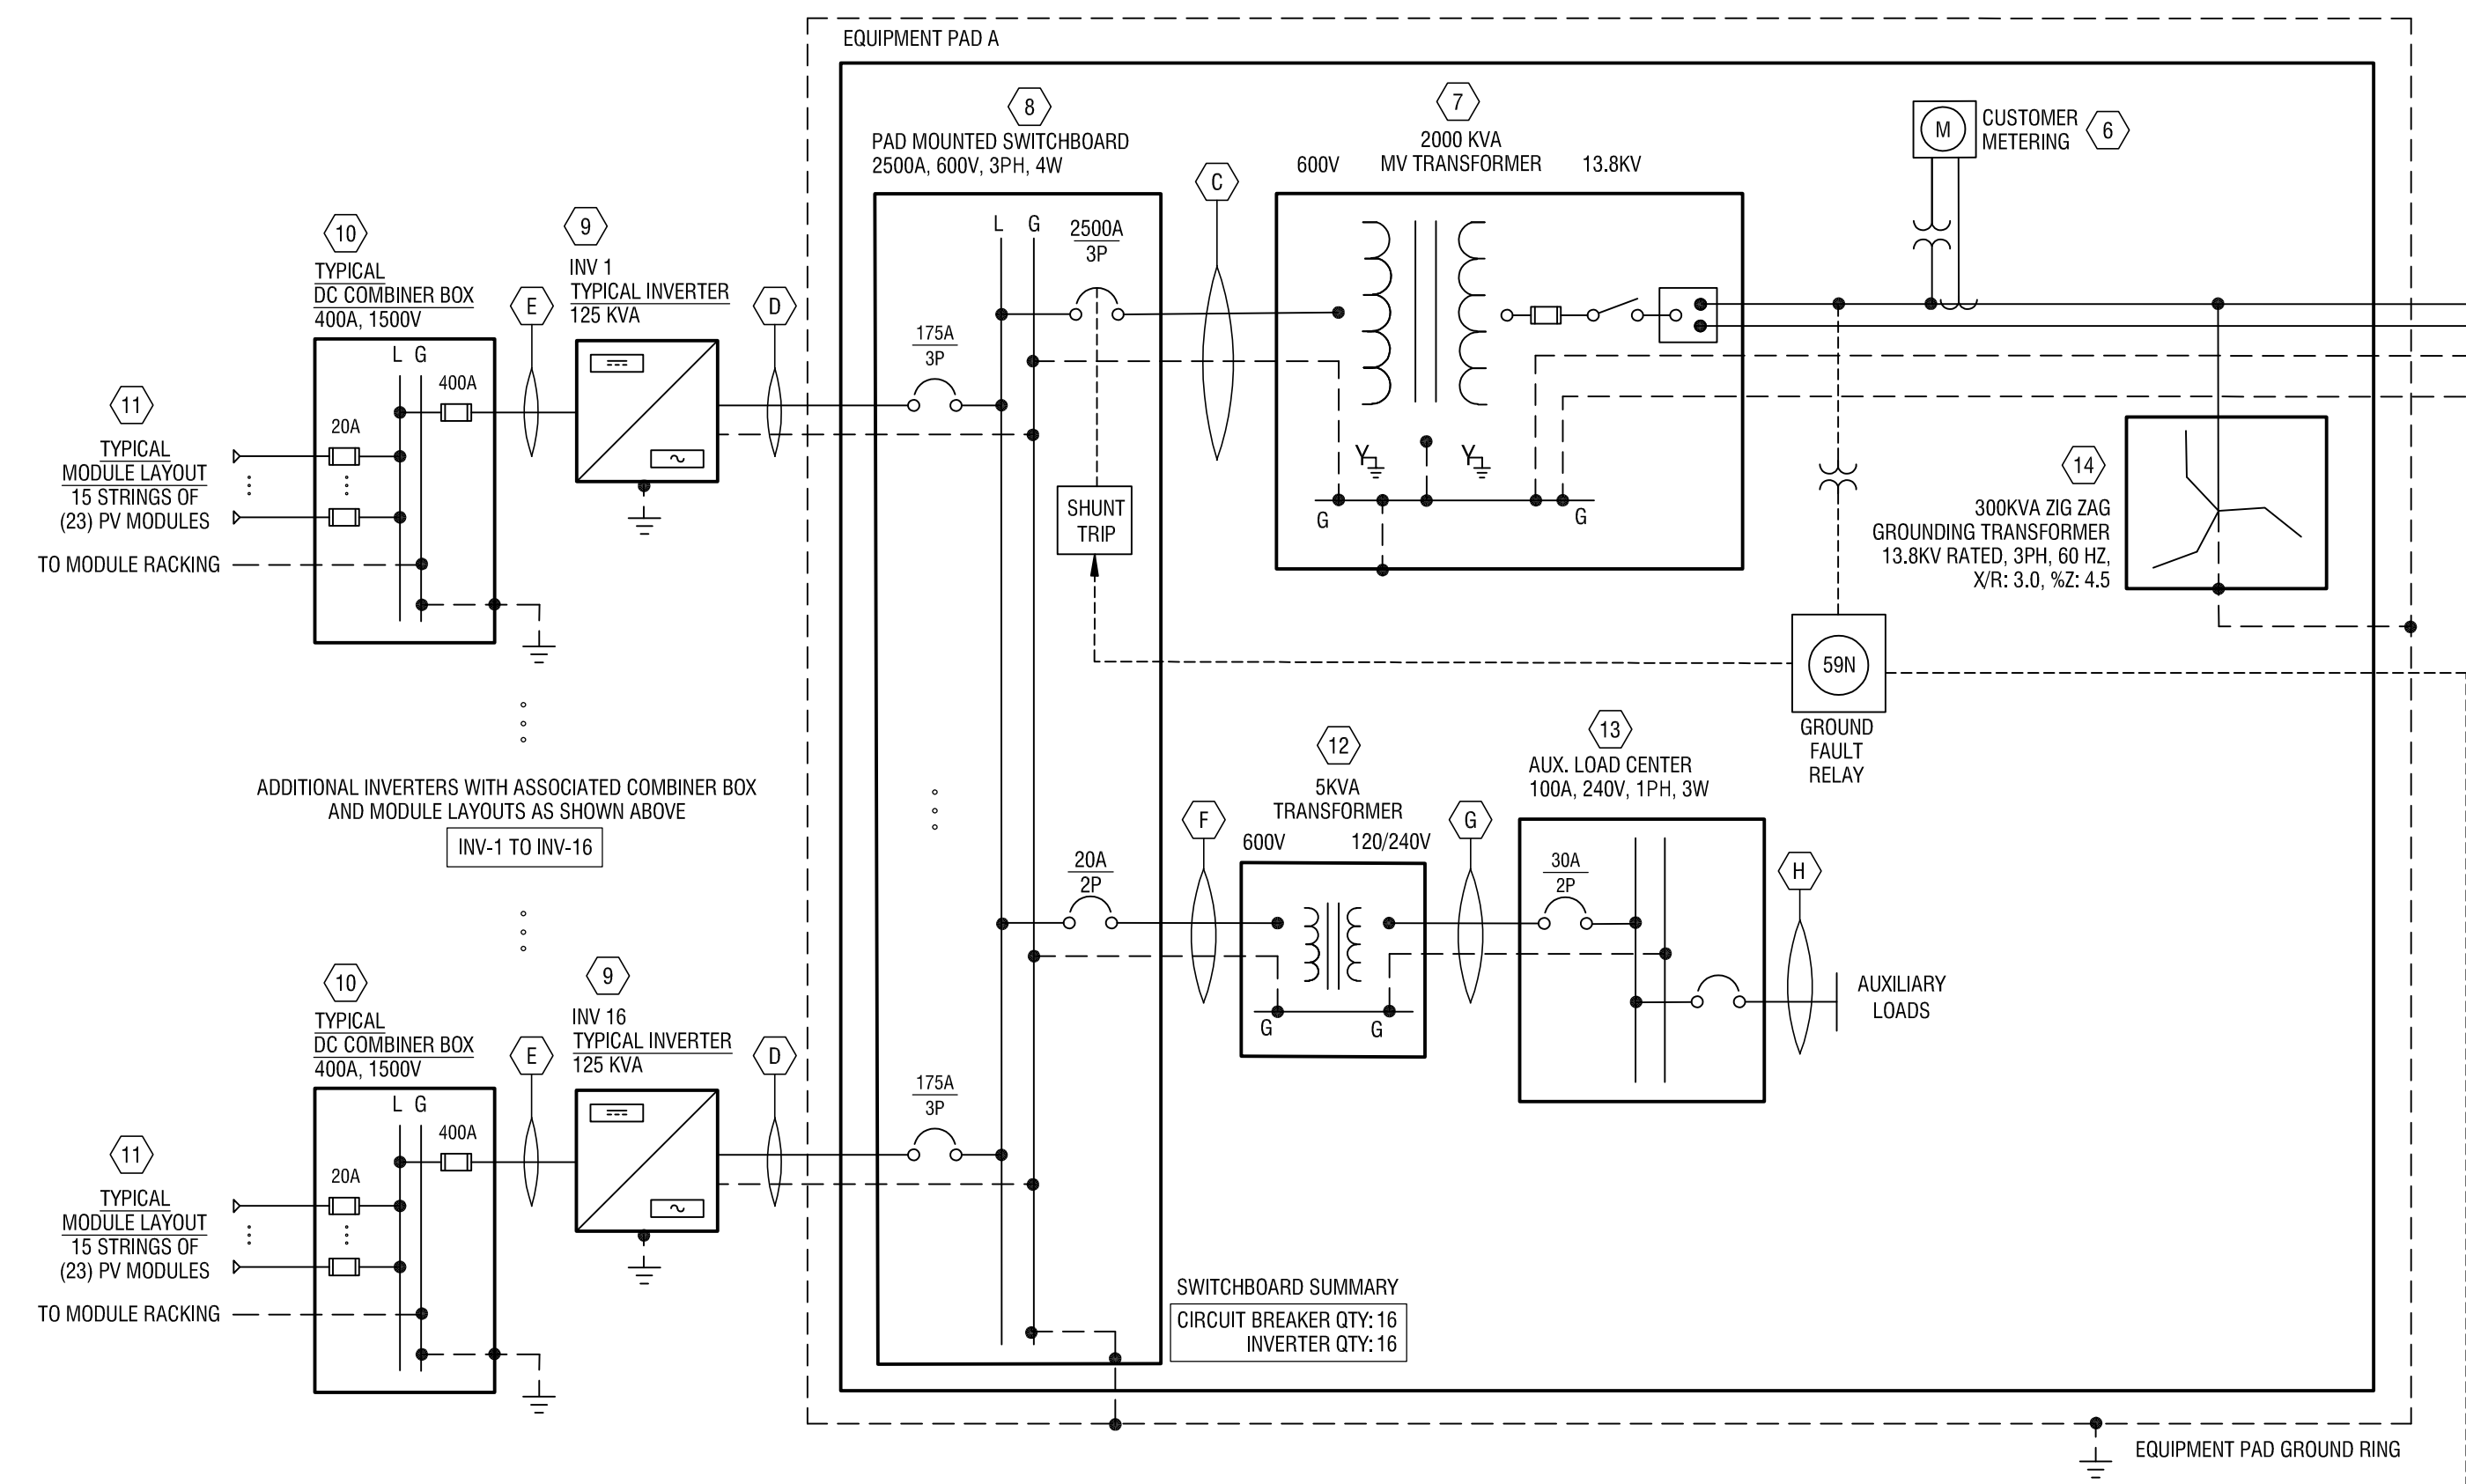 EQUIPMENT PAD A
8
PAD MOUNTED SWITCHBOARD
2500A, 600V, 3PH, 4W
L G
2500A
3P
175A
3P
SHUNT
TRIP
C
7
2000 KVA
600V MV TRANSFORMER 13.8KV
G
G
M
CUSTOMER
METERING
6
14
300KVA ZIG ZAG
GROUNDING TRANSFORMER
13.8KV RATED, 3PH, 60 HZ,
X/R: 3.0, %Z: 4.5
59N
GROUND
FAULT
RELAY
10
TYPICAL
DC COMBINER BOX
400A, 1500V
L G
400A
20A
E
9
INV 1
TYPICAL INVERTER
125 KVA
D
11
TYPICAL
MODULE LAYOUT
15 STRINGS OF
(23) PV MODULES
TO MODULE RACKING
ADDITIONAL INVERTERS WITH ASSOCIATED COMBINER BOX
AND MODULE LAYOUTS AS SHOWN ABOVE
INV-1 TO INV-16
20A
2P
F
12
5KVA
TRANSFORMER
600V 120/240V
G
G
G
13
AUX. LOAD CENTER
100A, 240V, 1PH, 3W
30A
2P
H
AUXILIARY
LOADS
10
TYPICAL
DC COMBINER BOX
400A, 1500V
L G
400A
20A
E
9
INV 16
TYPICAL INVERTER
125 KVA
D
175A
3P
11
TYPICAL
MODULE LAYOUT
15 STRINGS OF
(23) PV MODULES
TO MODULE RACKING
SWITCHBOARD SUMMARY
CIRCUIT BREAKER QTY: 16
INVERTER QTY: 16
EQUIPMENT PAD GROUND RING